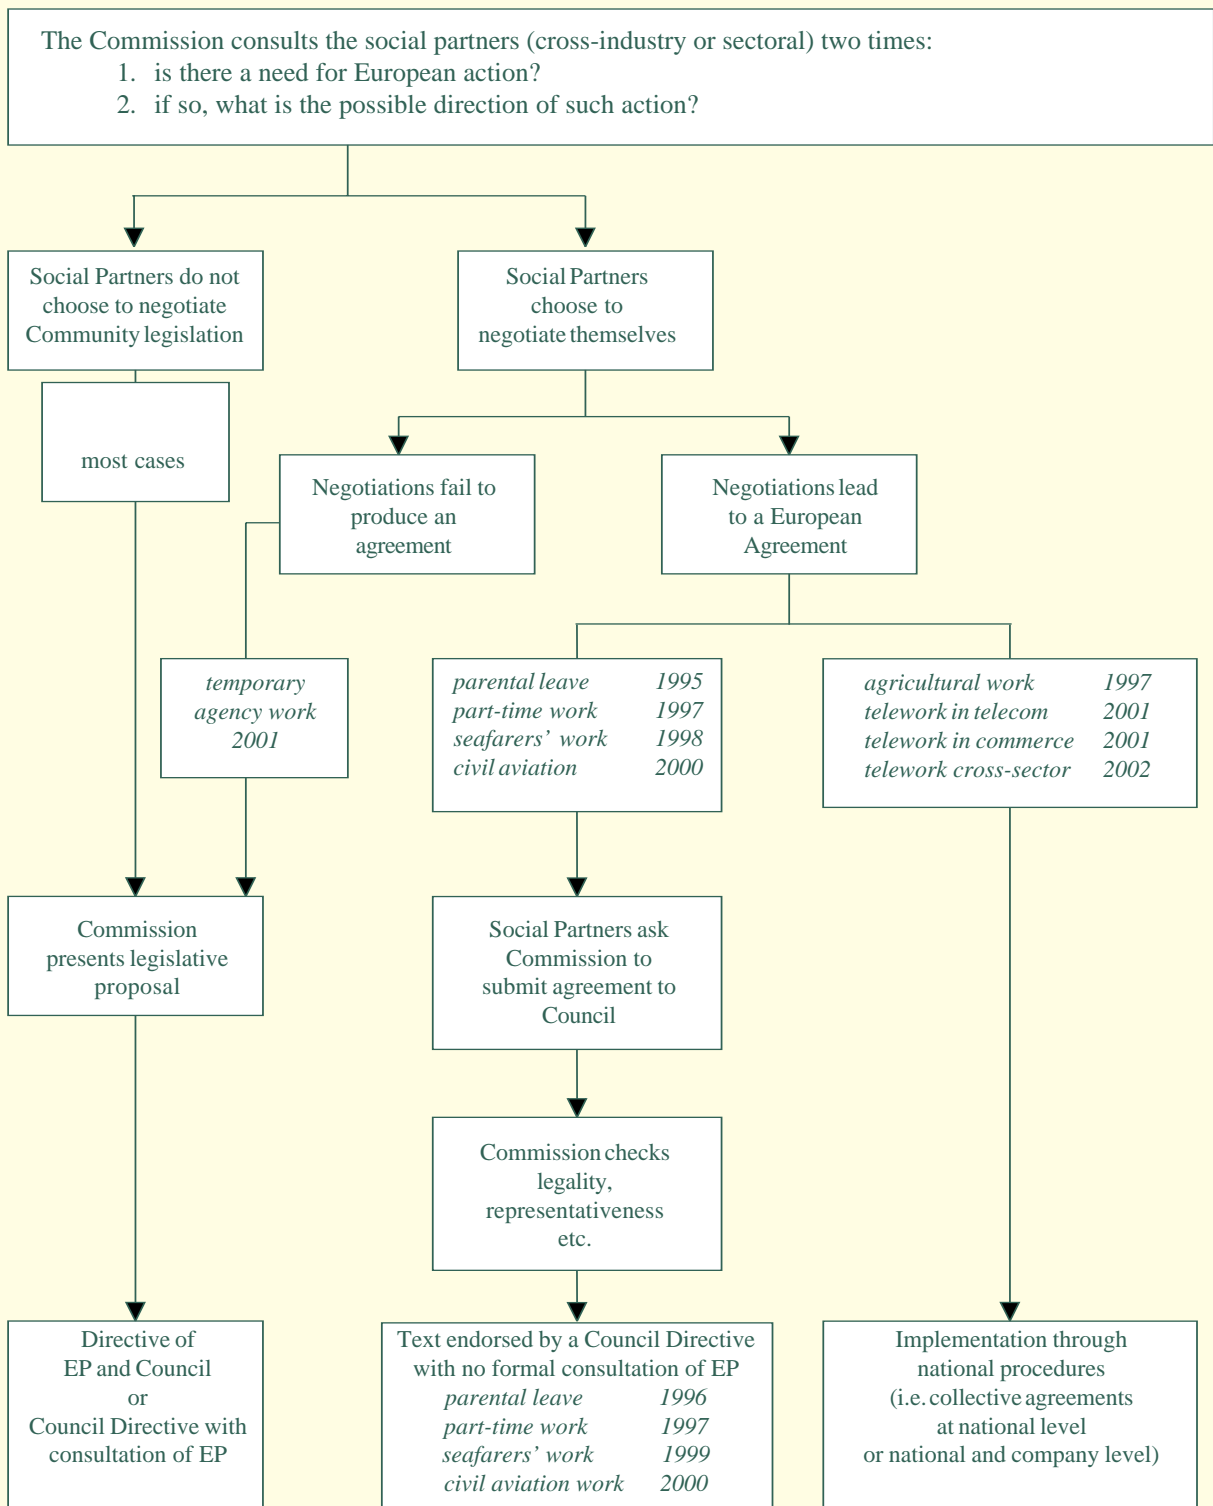 The Commission consults the social partners (cross-industry or sectoral) two times:
1. is there a need for European action?
2. if so, what is the possible direction of such action?
Social Partners do not
choose to negotiate
Community legislation
Social Partners
choose to
negotiate themselves
most cases
Negotiations fail to
produce an
agreement
Negotiations lead
to a European
Agreement
temporary
agency work
2001
parental leave 1995
part-time work 1997
seafarers’ work 1998
civil aviation 2000
agricultural work 1997
telework in telecom 2001
telework in commerce 2001
telework cross-sector 2002
Commission
presents legislative
proposal
Social Partners ask
Commission to
submit agreement to
Council
Commission checks
legality,
representativeness
etc.
Directive of
EP and Council
or
Council Directive with
consultation of EP
Text endorsed by a Council Directive
with no formal consultation of EP
parental leave 1996
part-time work 1997
seafarers’ work 1999
civil aviation work 2000
Implementation through
national procedures
(i.e. collective agreements
at national level
or national and company level)